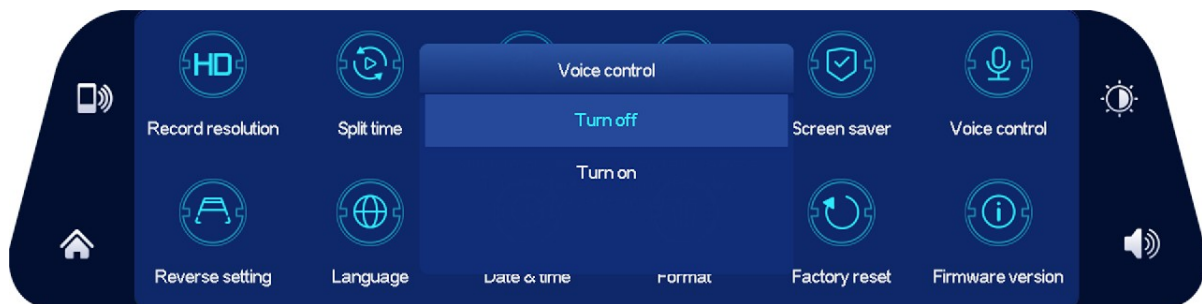 HD
Voice control
Turn off
Turn on
Record resolution
Split time
Screen saver
Voice control
Reverse setting
Language
Date & time
Format
Factory reset
Firmware version